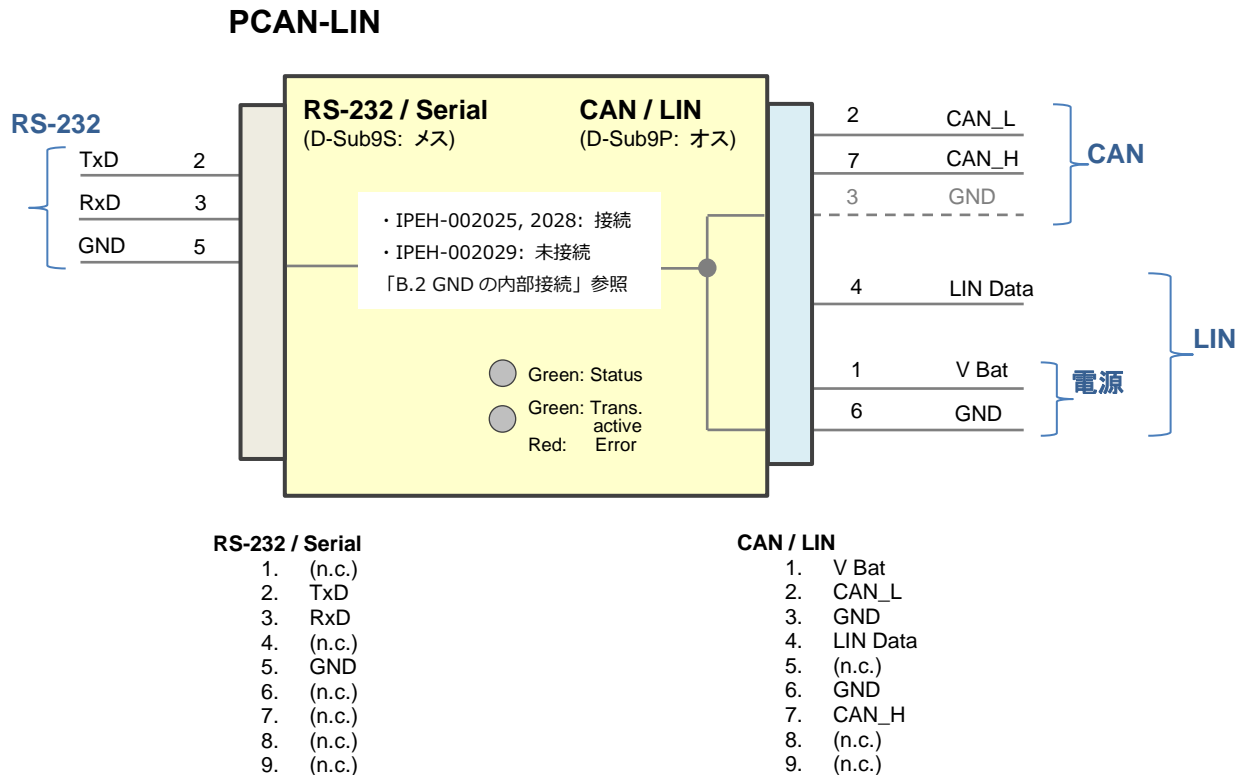 PCAN-LIN
RS-232
TxD 2
RxD 3
GND 5
RS-232 / Serial
(D-Sub9S: メス)
CAN / LIN
(D-Sub9P: オス)
・IPEH-002025, 2028: 接続
・IPEH-002029: 未接続
「B.2 GND の内部接続」参照
Green: Status
Green: Trans.
active
Red: Error
2 CAN_L
7 CAN_H
3 GND
CAN
4 LIN Data
1 V Bat
6 GND
電源
LIN
RS-232 / Serial
1. (n.c.)
2. TxD
3. RxD
4. (n.c.)
5. GND
6. (n.c.)
7. (n.c.)
8. (n.c.)
9. (n.c.)
CAN / LIN
1. V Bat
2. CAN_L
3. GND
4. LIN Data
5. (n.c.)
6. GND
7. CAN_H
8. (n.c.)
9. (n.c.)